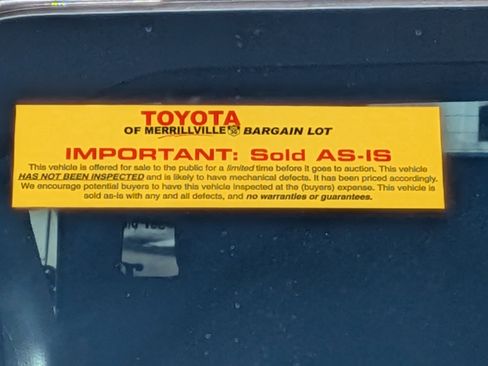 TOYOTA
OF MERRILLVILLE BARGAIN LOT
IMPORTANT: Sold AS-IS
This vehicle is offered for sale to the public for a limited time before it goes to auction. This vehicle
HAS NOT BEEN INSPECTED and is likely to have mechanical defects. It has been priced accordingly.
We encourage potential buyers to have this vehicle inspected at the (buyers) expense. This vehicle is
sold as-is with any and all defects, and no warranties or guarantees.